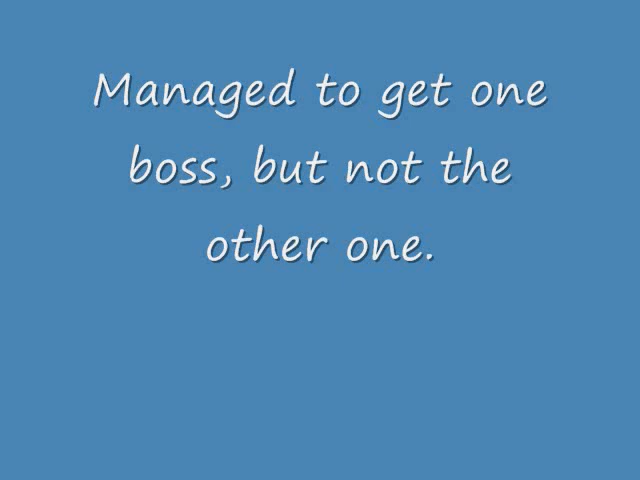 Managed to get one
boss, but not the
other one.